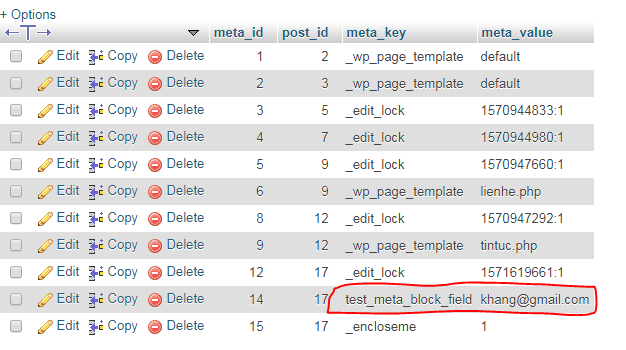 + Options
meta_id post_id meta_key meta_value
Edit Copy Delete 1 2 _wp_page_template default
Edit Copy Delete 2 3 _wp_page_template default
Edit Copy Delete 3 5 _edit_lock 1570944833:1
Edit Copy Delete 4 7 _edit_lock 1570944980:1
Edit Copy Delete 5 9 _edit_lock 1570947660:1
Edit Copy Delete 6 9 _wp_page_template lienhe.php
Edit Copy Delete 8 12 _edit_lock 1570947292:1
Edit Copy Delete 9 12 _wp_page_template tintuc.php
Edit Copy Delete 12 17 _edit_lock 1571619661:1
Edit Copy Delete 14 17 test_meta_block_field khang@gmail.com
Edit Copy Delete 15 17 _encloseme 1